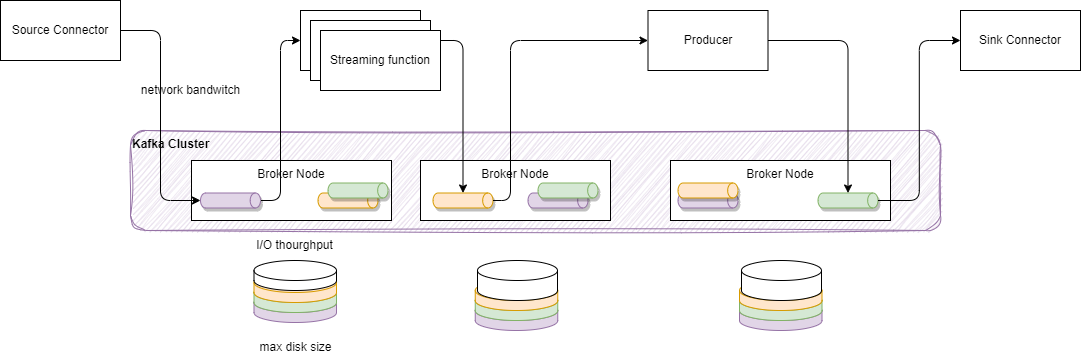 Source Connector
Streaming function
Producer
Sink Connector
network bandwitch
Kafka Cluster
Broker Node
Broker Node
Broker Node
I/O thourghput
max disk size